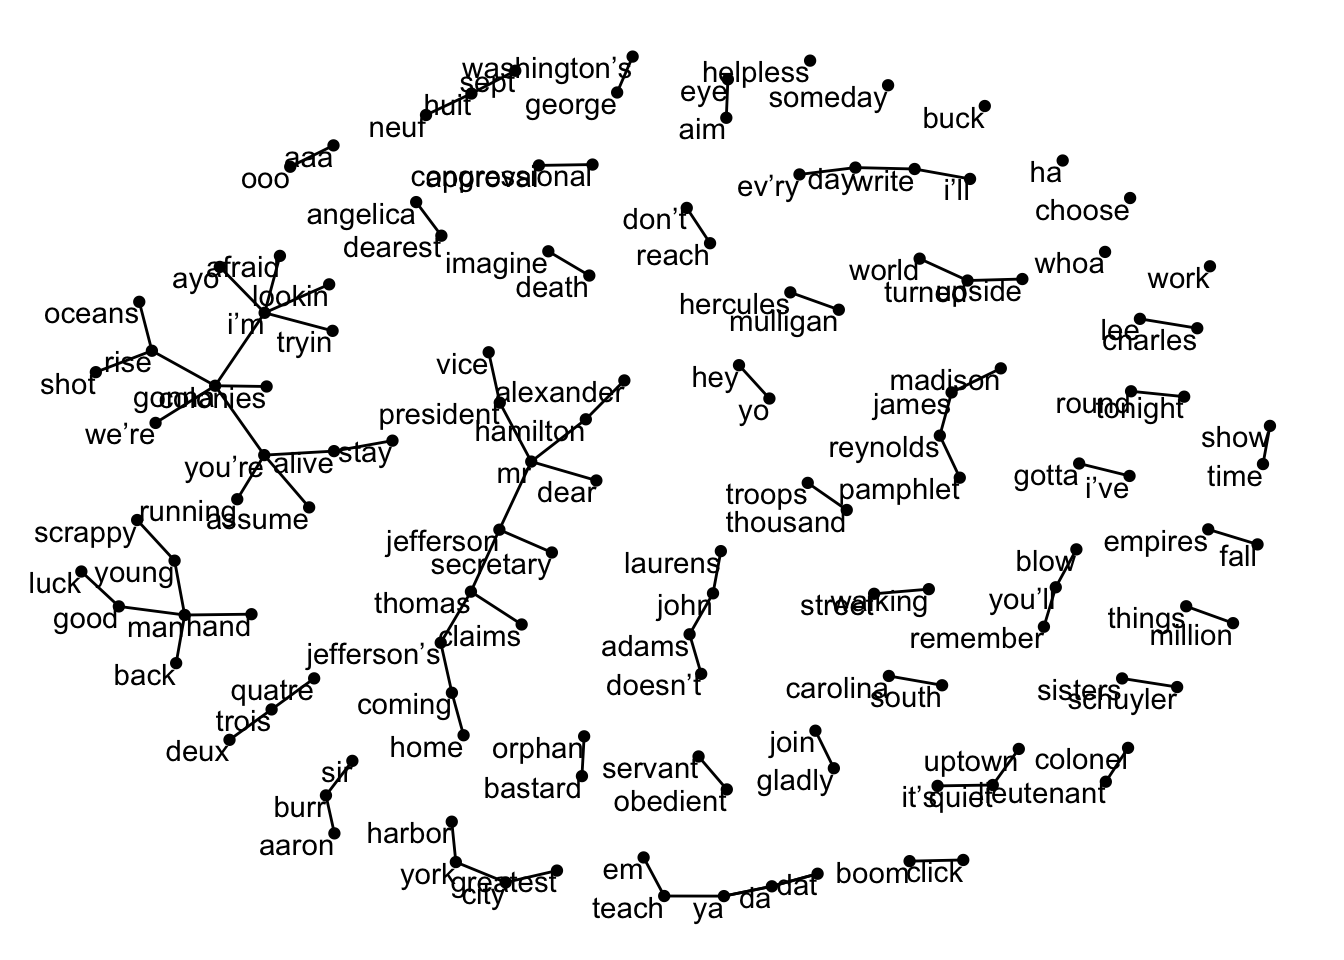 washington’s
helpless
sept
eye
someday
huit
george
buck
neuf
aim
aaa
ooo
congressional
approval
ev’ry
day
write
i’ll
ha
choose
angelica
don’t
dearest
reach
imagine
death
afraid
ayo
world
whoa
work
lookin
turned
upside
hercules
mulligan
oceans
i’m
tryin
lee
charles
rise
vice
hey
madison
shot
alexander
yo
james
round
tonight
gonna
colonies
president
we’re
hamilton
reynolds
show
you’re
alive
stay
mr
dear
pamphlet
gotta
i’ve
time
troops
thousand
running
assume
scrappy
jefferson
secretary
empires
fall
laurens
blow
young
luck
thomas
john
street
walking
you’ll
good
man
hand
claims
remember
things
million
jefferson’s
adams
back
doesn’t
quatre
carolina
south
sisters
schuyler
trois
coming
deux
home
orphan
join
servant
uptown
colonel
sir
bastard
obedient
gladly
it’s
quiet
lieutenant
burr
aaron
harbor
york
greatest
city
em
boom
click
teach
ya
da
dat